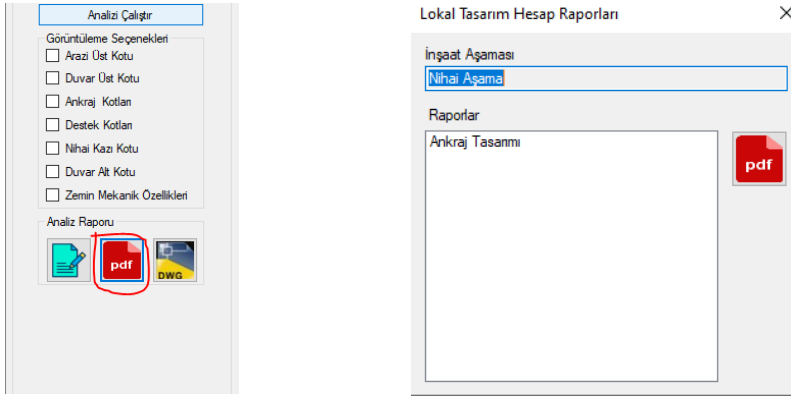 Analizi Çalıştır
Görüntüleme Seçenekleri
Arazi Üst Kotu
Duvar Üst Kotu
Ankraj Kotları
Destek Kotları
Nihai Kazı Kotu
Duvar Alt Kotu
Zemin Mekanik Özellikleri
Analiz Raporu
pdf
DWG
Lokal Tasarım Hesap Raporları
İnşaat Aşaması
Nihai Aşama
Raporlar
Ankraj Tasarımı
pdf